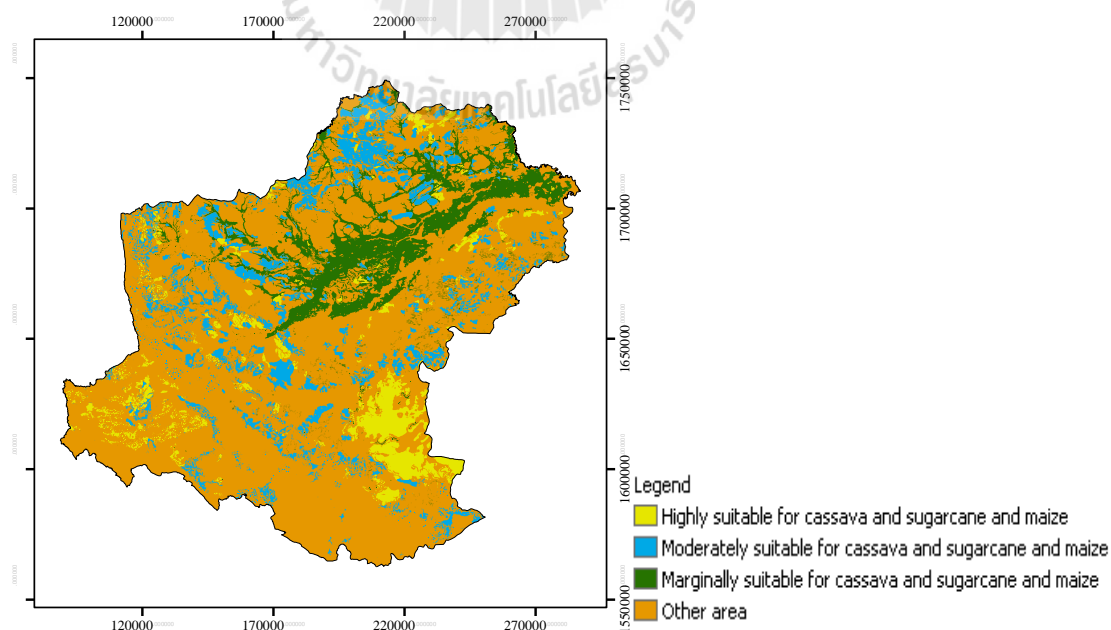 120000 170000 220000 270000
1750000
1700000
1650000
1600000
1550000
Legend
Highly suitable for cassava and sugarcane and maize
Moderately suitable for cassava and sugarcane and maize
Marginally suitable for cassava and sugarcane and maize
Other area
120000 170000 220000 270000